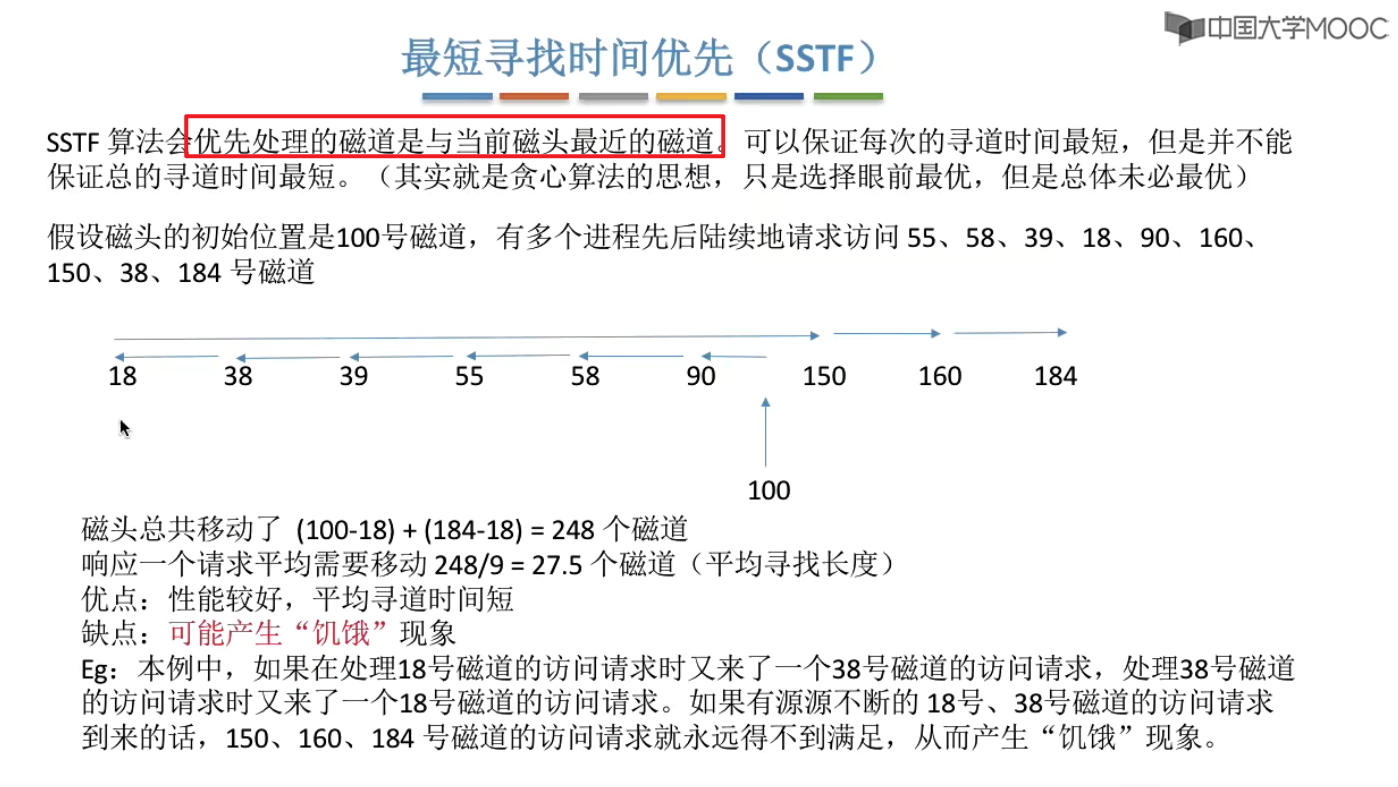 中国大学MOOC
最短寻找时间优先（SSTF）
SSTF 算法会优先处理的磁道是与当前磁头最近的磁道。可以保证每次的寻道时间最短，但是并不能
保证总的寻道时间最短。（其实就是贪心算法的思想，只是选择眼前最优，但是总体未必最优）
假设磁头的初始位置是100号磁道，有多个进程先后陆续地请求访问 55、58、39、18、90、160、
150、38、184 号磁道
18 38 39 55 58 90 150 160 184
100
磁头总共移动了 (100-18) + (184-18) = 248 个磁道
响应一个请求平均需要移动 248/9 = 27.5 个磁道（平均寻找长度）
优点：性能较好，平均寻道时间短
缺点：可能产生“饥饿”现象
Eg：本例中，如果在处理18号磁道的访问请求时又来了一个38号磁道的访问请求，处理38号磁道
的访问请求时又来了一个18号磁道的访问请求。如果有源源不断的 18号、38号磁道的访问请求
到来的话，150、160、184 号磁道的访问请求就永远得不到满足，从而产生“饥饿”现象。